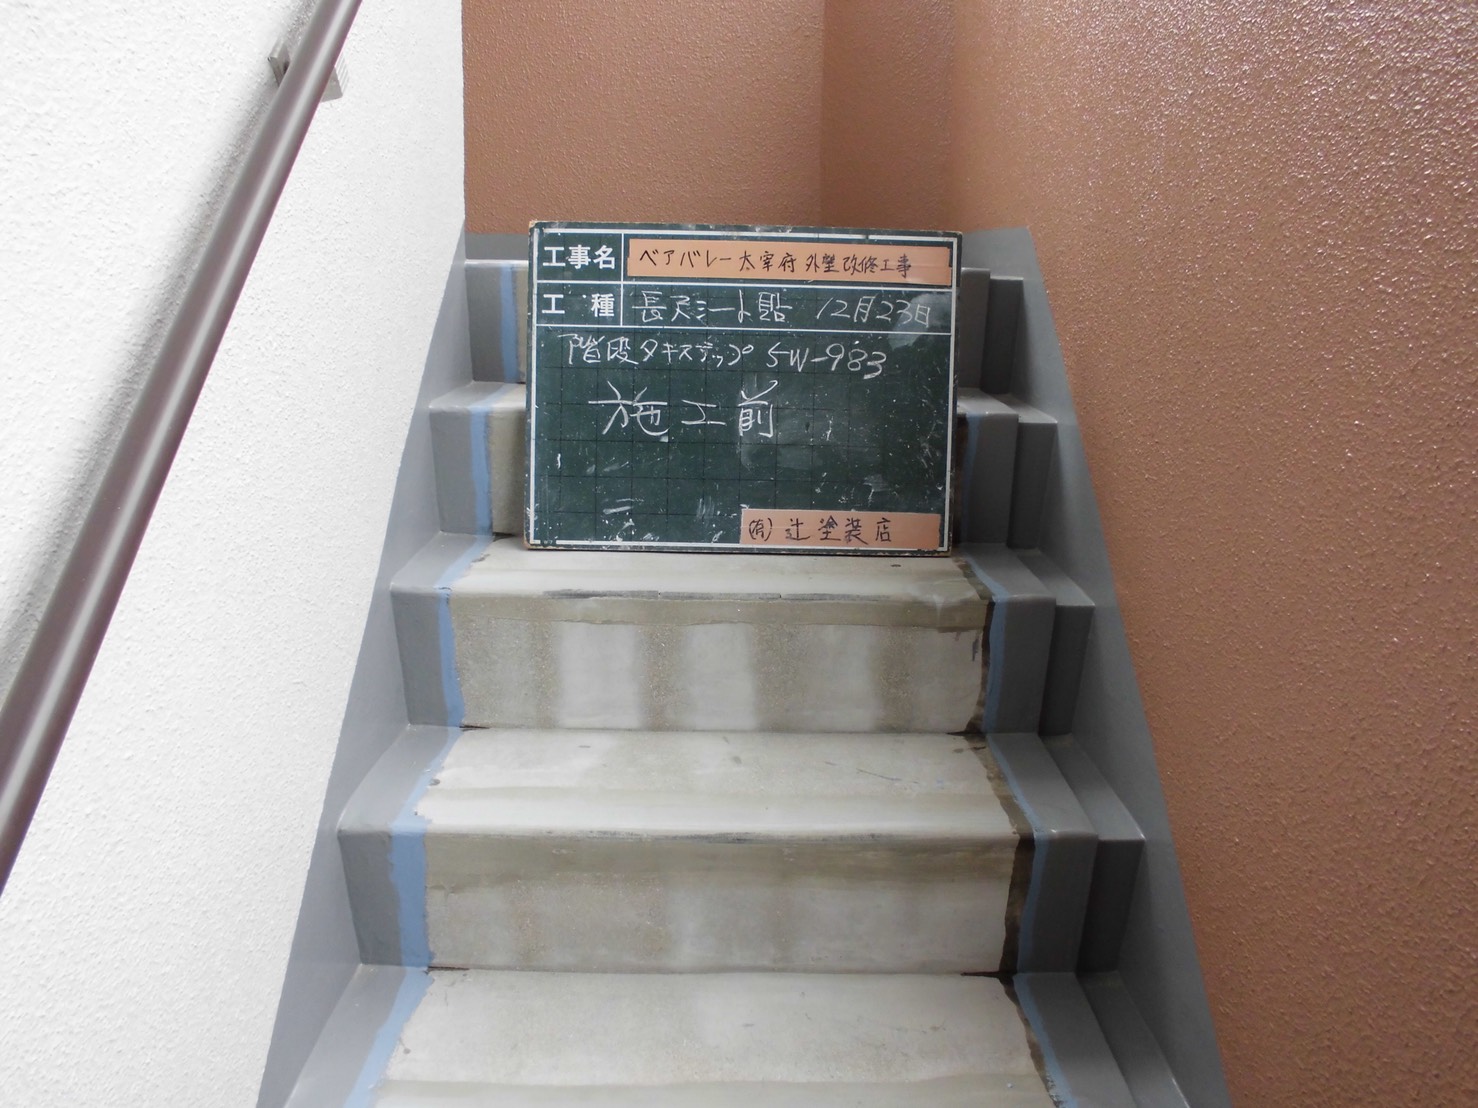 工事名 ベアバレー太宰府外壁改修工事
工種 長尺シート貼 12月23日
階段タキステップ 5W-983
施工前
(有)辻塗装店